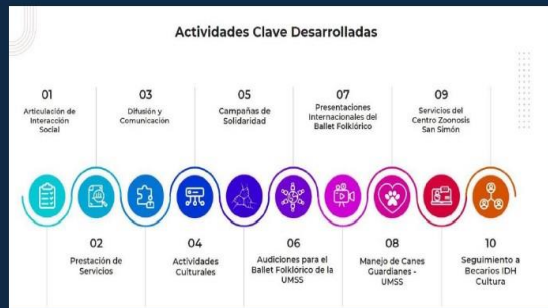 Actividades Clave Desarrolladas
01
Articulación de
Interacción
Social
03
Difusión y
Comunicación
05
Campañas de
Solidaridad
07
Presentaciones
Internacionales del
Ballet Folklórico
09
Servicios del
Centro Zoonosis
San Simón
02
Prestación de
Servicios
04
Actividades
Culturales
06
Audiciones para el
Ballet Folklórico de la
UMSS
08
Manejo de Canes
Guardianes -
UMSS
10
Seguimiento a
Becarios IDH
Cultura